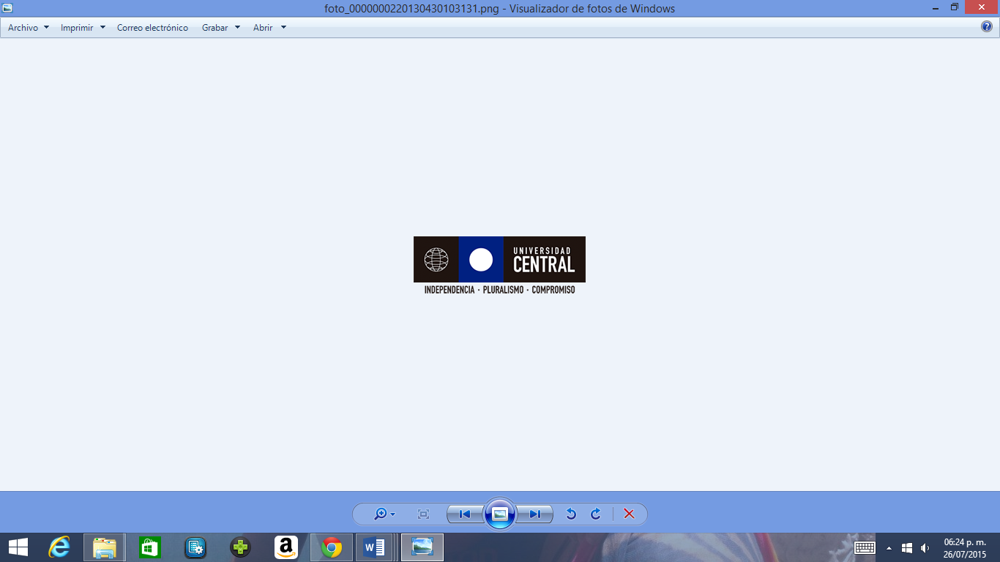 foto_0000000220130430103131.png - Visualizador de fotos de Windows
Archivo Imprimir Correo electrónico Grabar Abrir
UNIVERSIDAD
CENTRAL
INDEPENDENCIA · PLURALISMO · COMPROMISO
06:24 p. m.
26/07/2015